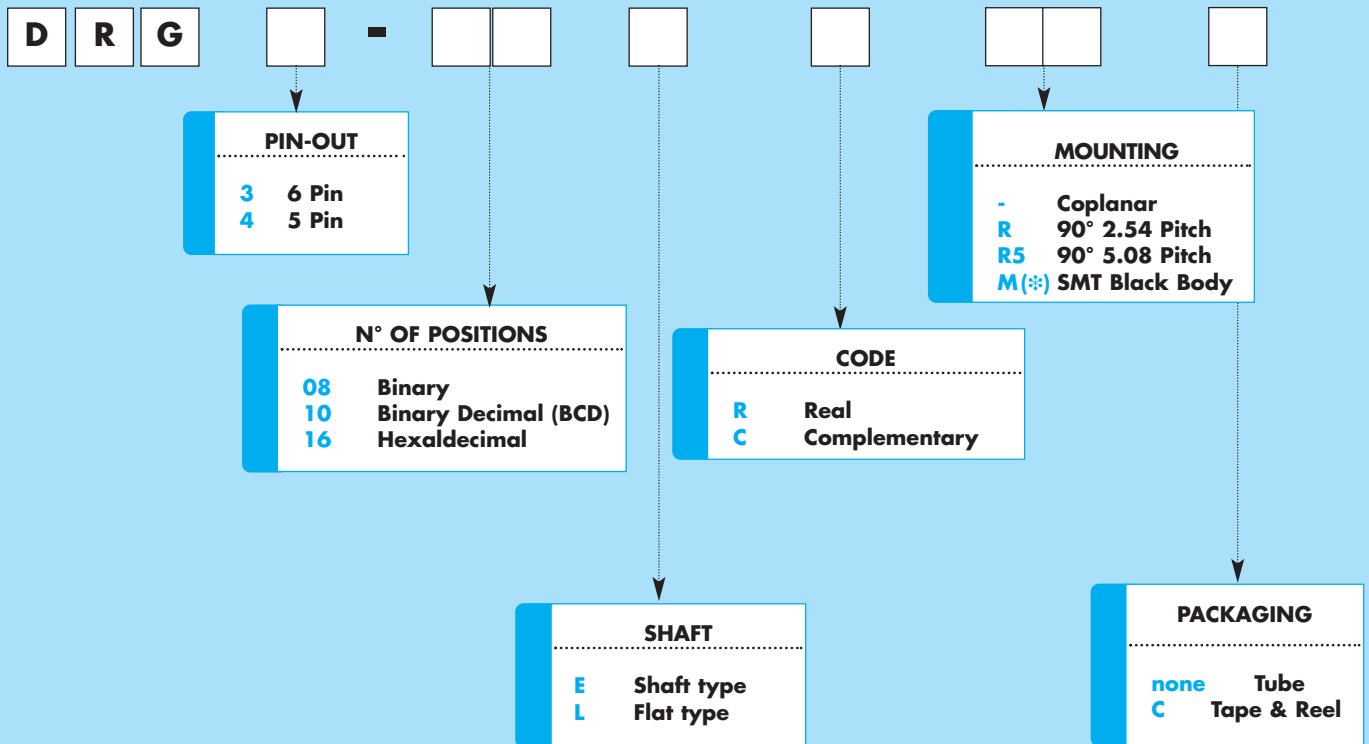 D R G -
PIN-OUT
3 6 Pin
4 5 Pin
MOUNTING
- Coplanar
R 90° 2.54 Pitch
R5 90° 5.08 Pitch
M(✻) SMT Black Body
N° OF POSITIONS
08 Binary
10 Binary Decimal (BCD)
16 Hexaldecimal
CODE
R Real
C Complementary
SHAFT
E Shaft type
L Flat type
PACKAGING
none Tube
C Tape & Reel